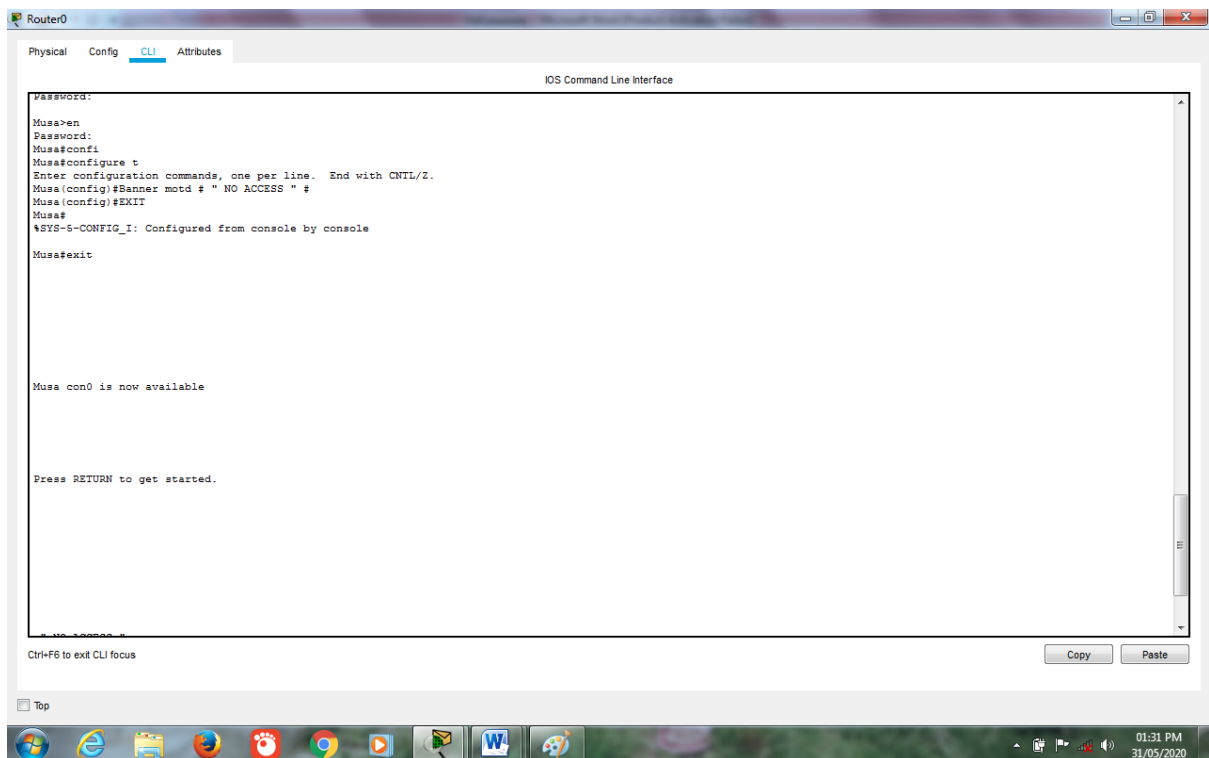 Router0
Physical Config CLI Attributes
IOS Command Line Interface
Password:
Musa>en
Password:
Musa#confi
Musa#configure t
Enter configuration commands, one per line.  End with CNTL/Z.
Musa(config)#Banner motd # " NO ACCESS " #
Musa(config)#EXIT
Musa#
%SYS-5-CONFIG_I: Configured from console by console
Musa#exit
Musa con0 is now available
Press RETURN to get started.
" NO ACCESS "
Ctrl+F6 to exit CLI focus
Copy Paste
Top
01:31 PM
31/05/2020